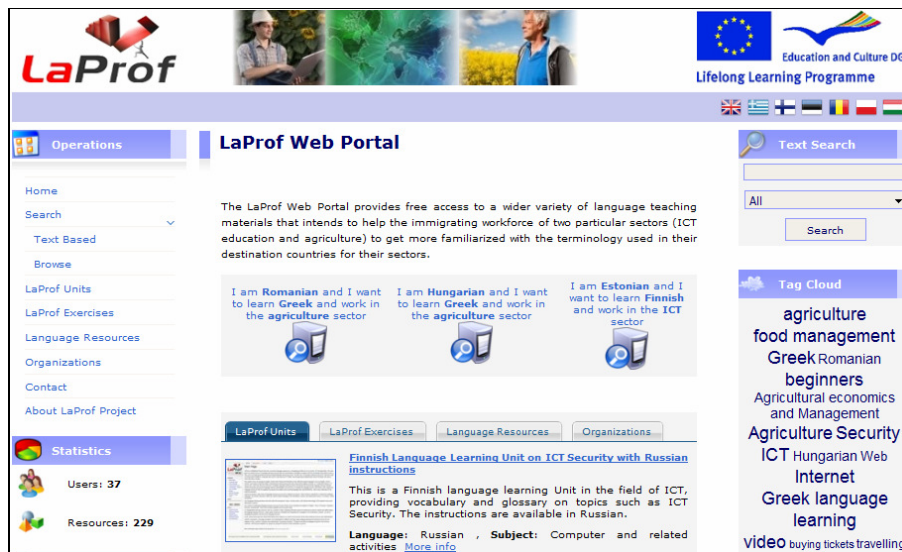 LaProf
Education and Culture DG
Lifelong Learning Programme
Operations
Home
Search
Text Based
Browse
LaProf Units
LaProf Exercises
Language Resources
Organizations
Contact
About LaProf Project
Statistics
Users: 37
Resources: 229
LaProf Web Portal
The LaProf Web Portal provides free access to a wider variety of language teaching
materials that intends to help the immigrating workforce of two particular sectors (ICT
education and agriculture) to get more familiarized with the terminology used in their
destination countries for their sectors.
I am Romanian and I want
to learn Greek and work in
the agriculture sector
I am Hungarian and I want
to learn Greek and work in
the agriculture sector
I am Estonian and I
want to learn Finnish
and work in the ICT
sector
LaProf Units
LaProf Exercises
Language Resources
Organizations
Finnish Language Learning Unit on ICT Security with Russian
instructions
This is a Finnish language learning Unit in the field of ICT,
providing vocabulary and glossary on topics such as ICT
Security. The instructions are available in Russian.
Language: Russian , Subject: Computer and related
activities More info
Text Search
All
Search
Tag Cloud
agriculture
food management
Greek Romanian
beginners
Agricultural economics
and Management
Agriculture Security
ICT Hungarian Web
Internet
Greek language
learning
video buying tickets travelling